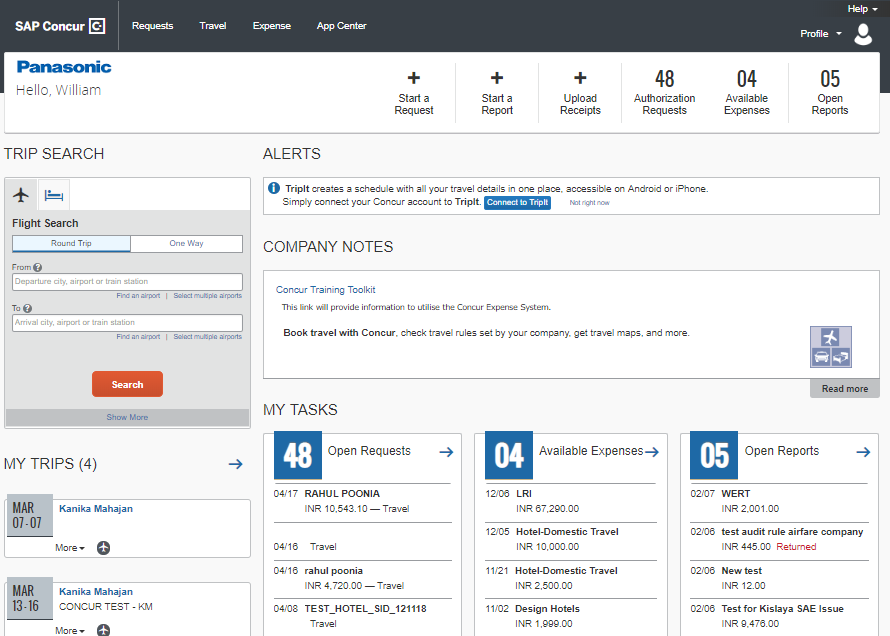 Help
SAP Concur C
Requests Travel Expense App Center
Profile
Panasonic
Hello, William
+ Start a Request
+ Start a Report
+ Upload Receipts
48 Authorization Requests
04 Available Expenses
05 Open Reports
TRIP SEARCH
Flight Search
Round Trip One Way
From ?
Departure city, airport or train station
Find an airport | Select multiple airports
To ?
Arrival city, airport or train station
Find an airport | Select multiple airports
Search
Show More
MY TRIPS (4)
MAR 07-07
Kanika Mahajan
More
MAR 13-16
Kanika Mahajan
CONCUR TEST - KM
More
ALERTS
TripIt creates a schedule with all your travel details in one place, accessible on Android or iPhone.
Simply connect your Concur account to TripIt. Connect to TripIt Not right now
COMPANY NOTES
Concur Training Toolkit
This link will provide information to utilise the Concur Expense System.
Book travel with Concur, check travel rules set by your company, get travel maps, and more.
Read more
MY TASKS
48 Open Requests
04/17 RAHUL POONIA
INR 10,543.10 — Travel
04/16 Travel
04/16 rahul poonia
INR 4,720.00 — Travel
04/08 TEST_HOTEL_SID_121118
Travel
04 Available Expenses
12/06 LRI
INR 67,290.00
12/05 Hotel-Domestic Travel
INR 10,000.00
11/21 Hotel-Domestic Travel
INR 2,500.00
11/02 Design Hotels
INR 1,999.00
05 Open Reports
02/07 WERT
INR 2,001.00
02/06 test audit rule airfare company
INR 445.00 Returned
02/06 New test
INR 12.00
02/06 Test for Kislaya SAE Issue
INR 9,476.00